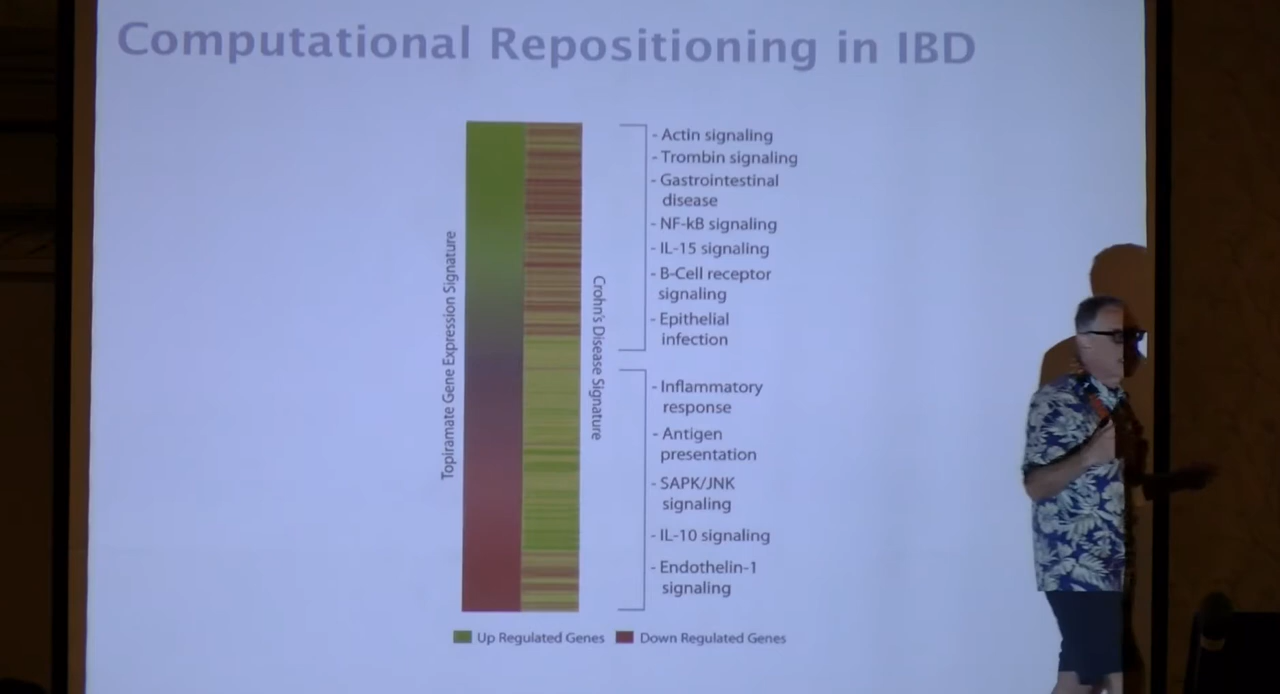 Computational Repositioning in IBD
Topiramate Gene Expression Signature
Crohn's Disease Signature
- Actin signaling
- Trombin signaling
- Gastrointestinal
disease
- NF-kB signaling
- IL-15 signaling
- B-Cell receptor
signaling
- Epithelial
infection
- Inflammatory
response
- Antigen
presentation
- SAPK/JNK
signaling
- IL-10 signaling
- Endothelin-1
signaling
Up Regulated Genes
Down Regulated Genes